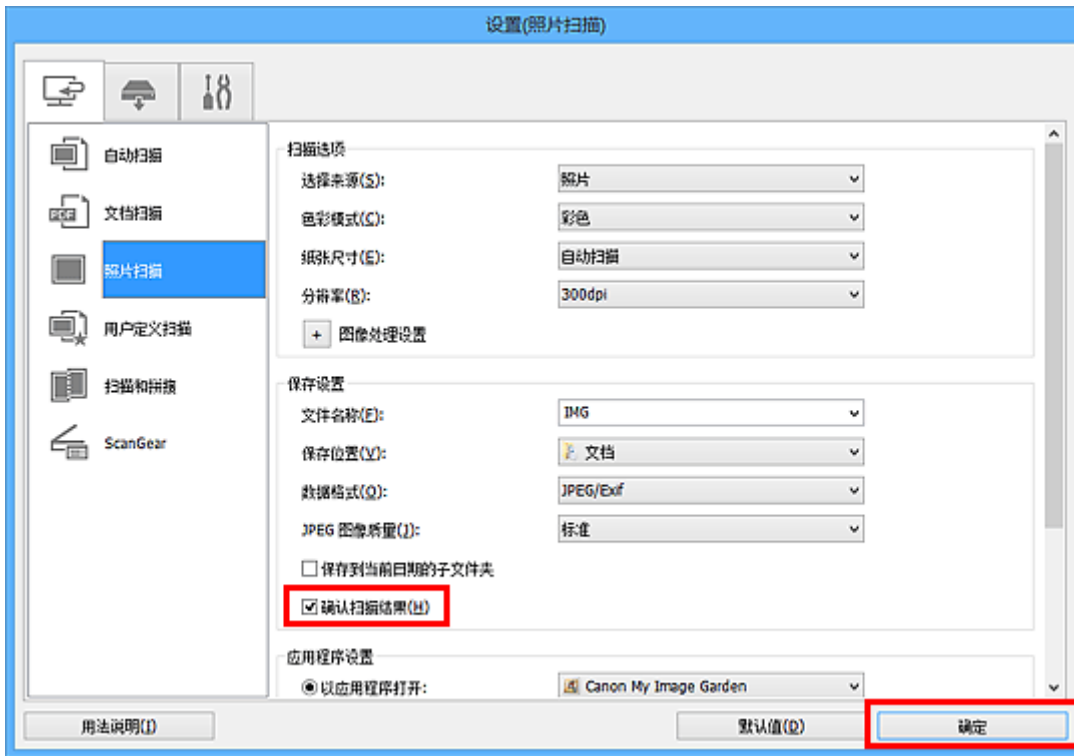 设置(照片扫描)
自动扫描
文档扫描
照片扫描
用户定义扫描
扫描和拼接
ScanGear
扫描选项
选择来源(S): 照片
色彩模式(C): 彩色
纸张尺寸(E): 自动扫描
分辨率(R): 300dpi
+ 图像处理设置
保存设置
文件名称(F): IMG
保存位置(V): 文档
数据格式(O): JPEG/Exif
JPEG 图像质量(J): 标准
保存到当前日期的子文件夹
确认扫描结果(H)
应用程序设置
以应用程序打开: Canon My Image Garden
用法说明(I) 默认值(D) 确定